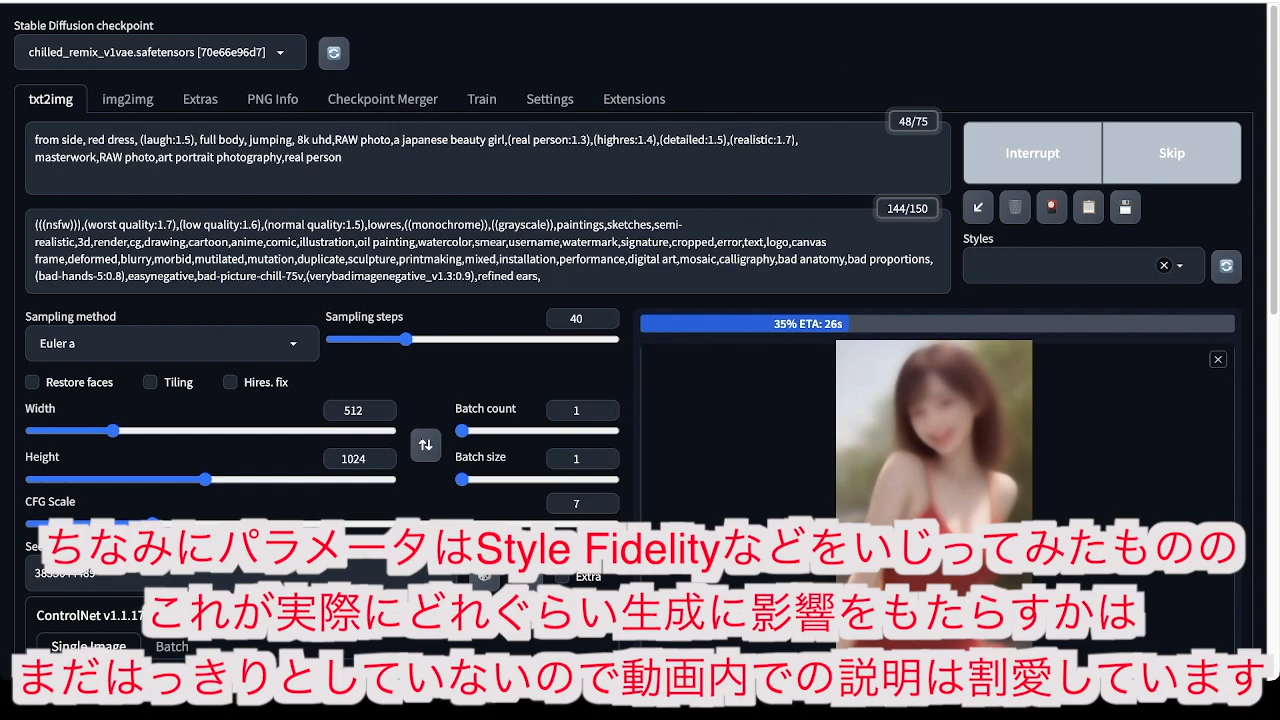 Stable Diffusion checkpoint
chilled_remix_v1vae.safetensors [70e66e96d7]
txt2img img2img Extras PNG Info Checkpoint Merger Train Settings Extensions
48/75
from side, red dress, (laugh:1.5), full body, jumping, 8k uhd,RAW photo,a japanese beauty girl,(real person:1.3),(highres:1.4),(detailed:1.5),(realistic:1.7),
masterwork,RAW photo,art portrait photography,real person
Interrupt Skip
144/150
(((nsfw))),(worst quality:1.7),(low quality:1.6),(normal quality:1.5),lowres,((monochrome)),((grayscale)),paintings,sketches,semi-
realistic,3d,render,cg,drawing,cartoon,anime,comic,illustration,oil painting,watercolor,smear,username,watermark,signature,cropped,error,text,logo,canvas
frame,deformed,blurry,morbid,mutilated,mutation,duplicate,sculpture,printmaking,mixed,installation,performance,digital art,mosaic,calligraphy,bad anatomy,bad proportions,
(bad-hands-5:0.8),easynegative,bad-picture-chill-75v,(verybadimagenegative_v1.3:0.9),refined ears,
Styles
Sampling method
Euler a
Sampling steps 40
35% ETA: 26s
Restore faces Tiling Hires. fix
Width 512
Batch count 1
Height 1024
Batch size 1
CFG Scale 7
Extra
ControlNet v1.1.17
Single Image Batch
ちなみにパラメータはStyle Fidelityなどをいじってみたものの
これが実際にどれぐらい生成に影響をもたらすかは
まだはっきりとしていないので動画内での説明は割愛しています